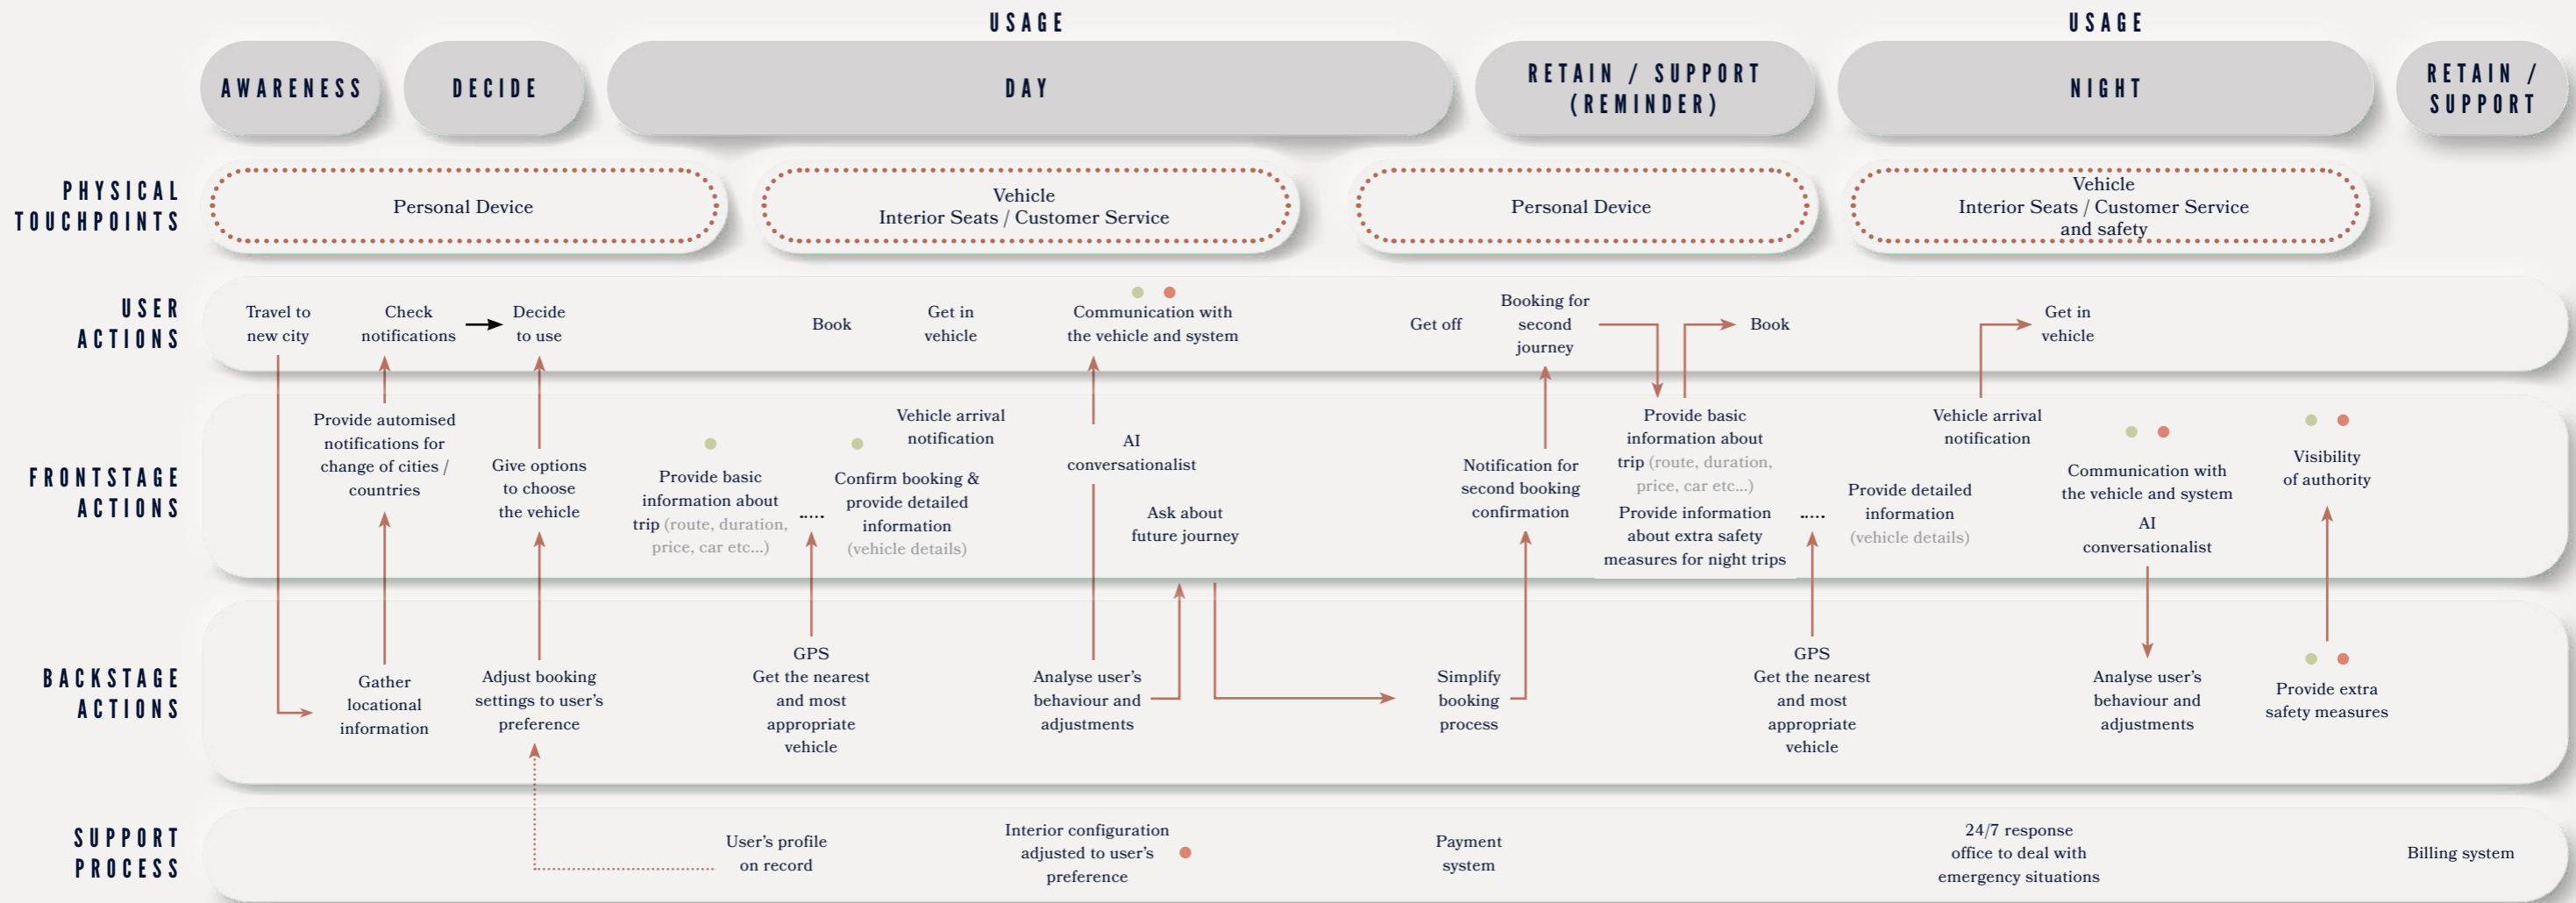 USAGE
USAGE
AWARENESS
DECIDE
DAY
RETAIN / SUPPORT
(REMINDER)
NIGHT
RETAIN /
SUPPORT
PHYSICAL
TOUCHPOINTS
Personal Device
Vehicle
Interior Seats / Customer Service
Personal Device
Vehicle
Interior Seats / Customer Service
and safety
USER
ACTIONS
Travel to
new city
Check
notifications
Decide
to use
Book
Get in
vehicle
Communication with
the vehicle and system
Get off
Booking for
second
journey
Book
Get in
vehicle
FRONTSTAGE
ACTIONS
Provide automised
notifications for
change of cities /
countries
Give options
to choose
the vehicle
Provide basic
information about
trip (route, duration,
price, car etc...)
.....
Vehicle arrival
notification
Confirm booking &
provide detailed
information
(vehicle details)
AI
conversationalist
Ask about
future journey
Notification for
second booking
confirmation
Provide basic
information about
trip (route, duration,
price, car etc...)
Provide information
about extra safety
measures for night trips
.....
Vehicle arrival
notification
Provide detailed
information
(vehicle details)
Communication with
the vehicle and system
AI
conversationalist
Visibility
of authority
BACKSTAGE
ACTIONS
Gather
locational
information
Adjust booking
settings to user's
preference
GPS
Get the nearest
and most
appropriate
vehicle
Analyse user's
behaviour and
adjustments
Simplify
booking
process
GPS
Get the nearest
and most
appropriate
vehicle
Analyse user's
behaviour and
adjustments
Provide extra
safety measures
SUPPORT
PROCESS
User's profile
on record
Interior configuration
adjusted to user's
preference
Payment
system
24/7 response
office to deal with
emergency situations
Billing system